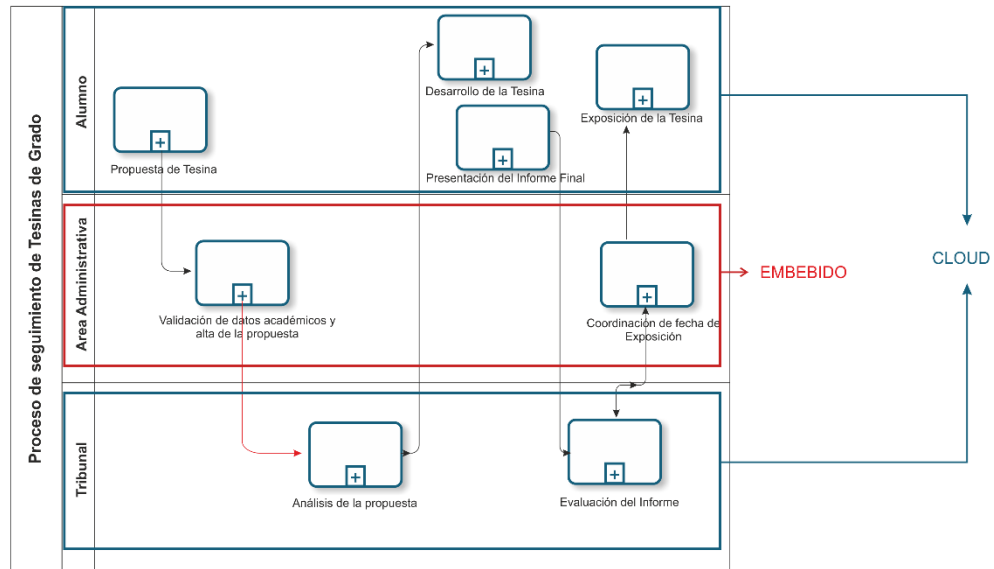 Proceso de seguimiento de Tesinas de Grado
Alumno
Propuesta de Tesina
Desarrollo de la Tesina
Presentación del Informe Final
Exposición de la Tesina
Area Administrativa
Validación de datos académicos y
alta de la propuesta
Coordinación de fecha de
Exposición
EMBEBIDO
CLOUD
Tribunal
Análisis de la propuesta
Evaluación del Informe